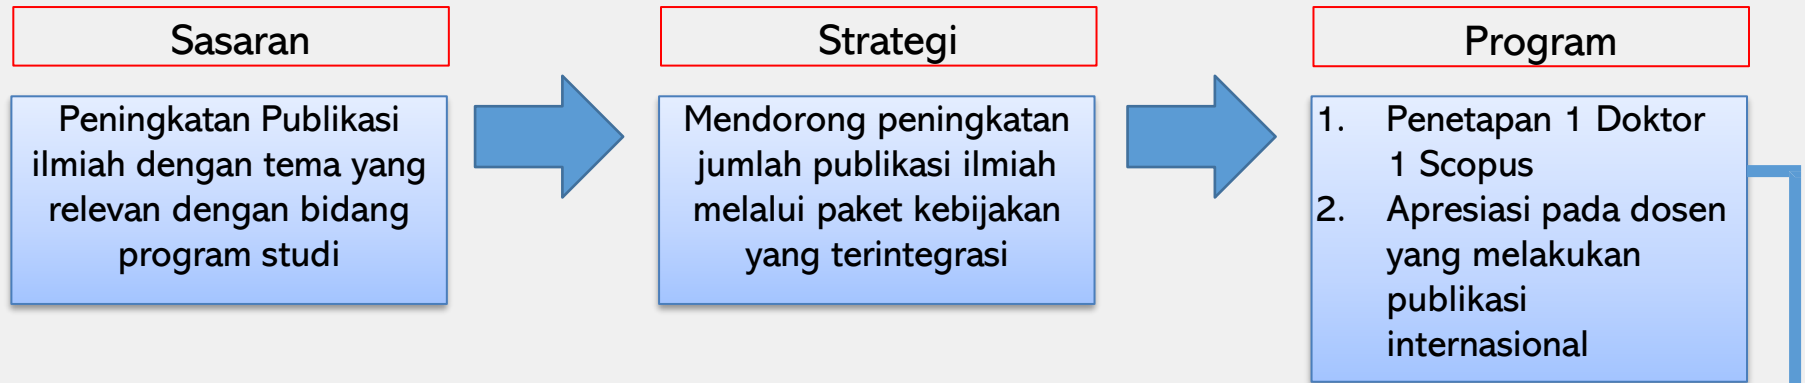 Sasaran
Peningkatan Publikasi
ilmiah dengan tema yang
relevan dengan bidang
program studi
Strategi
Mendorong peningkatan
jumlah publikasi ilmiah
melalui paket kebijakan
yang terintegrasi
Program
1. Penetapan 1 Doktor
1 Scopus
2. Apresiasi pada dosen
yang melakukan
publikasi
internasional